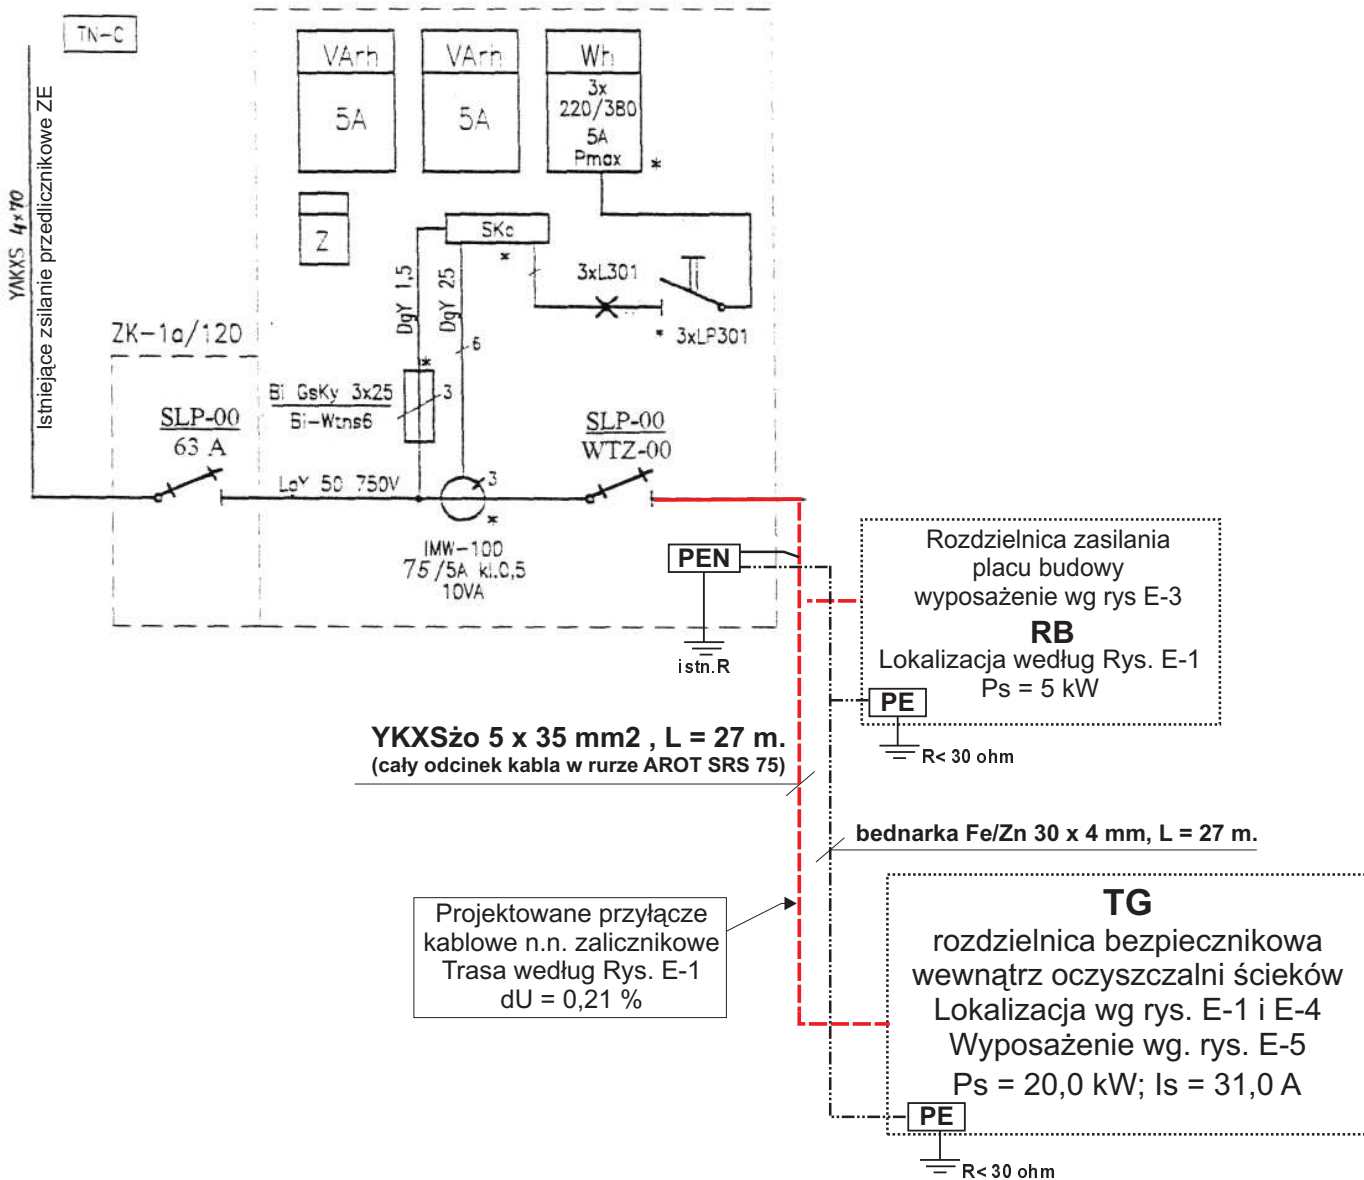 TN-C
YAKXS 4x70
Istniejące zsilanie przedlicznikowe ZE
VArh
5A
VArh
5A
Wh
3x
220/380
5A
Pmax *
Z
SKa
*
DgY 1,5
DgY 25
6
3xL301
* 3xLP301
ZK-1a/120
SLP-00
63 A
Bi GsKy 3x25
Bi-Wtns6
*
3
SLP-00
WTZ-00
LgY 50 750V
3
*
IMW-100
75/5A kl.0,5
10VA
PEN
istn.R
Rozdzielnica zasilania
placu budowy
wyposażenie wg rys E-3
RB
Lokalizacja według Rys. E-1
Ps = 5 kW
PE
R< 30 ohm
YKXSżo 5 x 35 mm2 , L = 27 m.
(cały odcinek kabla w rurze AROT SRS 75)
bednarka Fe/Zn 30 x 4 mm, L = 27 m.
Projektowane przyłącze
kablowe n.n. zalicznikowe
Trasa według Rys. E-1
dU = 0,21 %
TG
rozdzielnica bezpiecznikowa
wewnątrz oczyszczalni ścieków
Lokalizacja wg rys. E-1 i E-4
Wyposażenie wg. rys. E-5
Ps = 20,0 kW; Is = 31,0 A
PE
R< 30 ohm